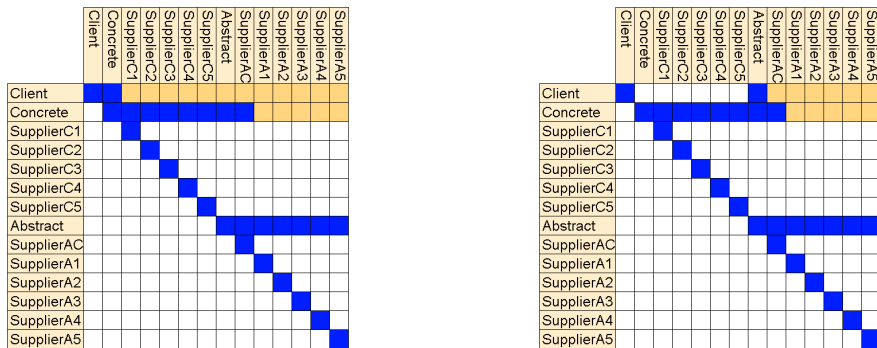 Client Concrete SupplierC1 SupplierC2 SupplierC3 SupplierC4 SupplierC5 Abstract SupplierAC SupplierA1 SupplierA2 SupplierA3 SupplierA4 SupplierA5
Client
Concrete
SupplierC1
SupplierC2
SupplierC3
SupplierC4
SupplierC5
Abstract
SupplierAC
SupplierA1
SupplierA2
SupplierA3
SupplierA4
SupplierA5
Client Concrete SupplierC1 SupplierC2 SupplierC3 SupplierC4 SupplierC5 Abstract SupplierAC SupplierA1 SupplierA2 SupplierA3 SupplierA4 SupplierA5
Client
Concrete
SupplierC1
SupplierC2
SupplierC3
SupplierC4
SupplierC5
Abstract
SupplierAC
SupplierA1
SupplierA2
SupplierA3
SupplierA4
SupplierA5